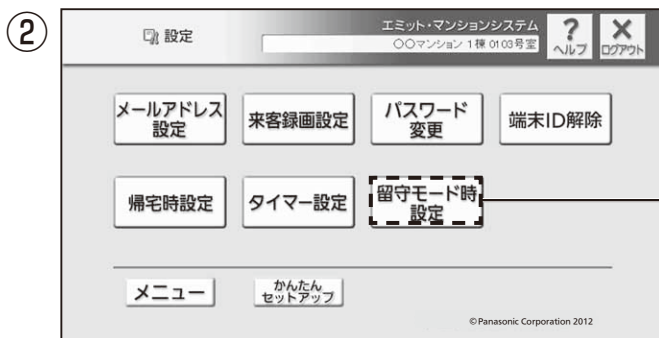 ②
設定
エミット・マンションシステム
○○マンション 1棟 0103号室
?
ヘルプ
×
ログアウト
メールアドレス
設定
来客録画設定
パスワード
変更
端末ID解除
帰宅時設定
タイマー設定
留守モード時
設定
メニュー
かんたん
セットアップ
©Panasonic Corporation 2012